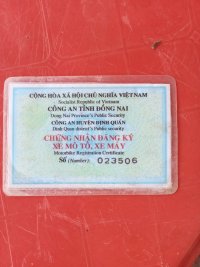 CỘNG HÒA XÃ HỘI CHỦ NGHĨA VIỆT NAM
Socialist Republic of Vietnam
CÔNG AN TỈNH ĐỒNG NAI
Dong Nai Province's Public Security
CÔNG AN HUYỆN ĐỊNH QUÁN
Dinh Quan district's Public security
CHỨNG NHẬN ĐĂNG KÝ
XE MÔ TÔ, XE MÁY
Motorbike Registration Certificate
Số (Number): 023506